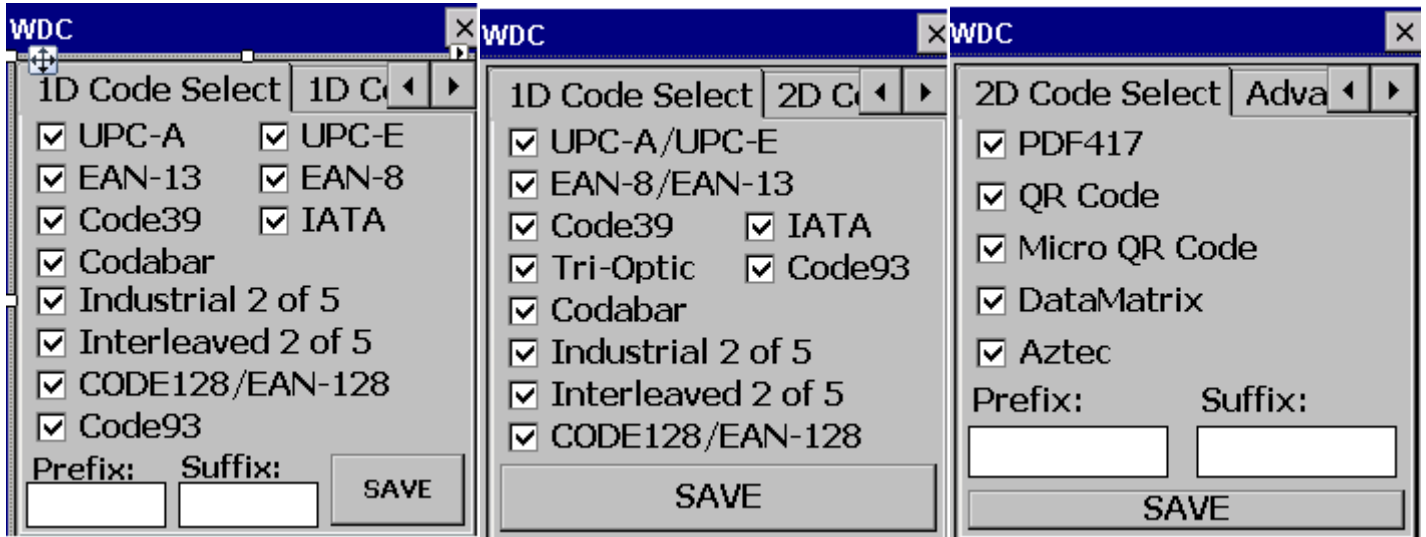 WDC
1D Code Select 1D C
UPC-A UPC-E
EAN-13 EAN-8
Code39 IATA
Codabar
Industrial 2 of 5
Interleaved 2 of 5
CODE128/EAN-128
Code93
Prefix: Suffix:
SAVE
WDC
1D Code Select 2D C
UPC-A/UPC-E
EAN-8/EAN-13
Code39 IATA
Tri-Optic Code93
Codabar
Industrial 2 of 5
Interleaved 2 of 5
CODE128/EAN-128
SAVE
WDC
2D Code Select Adva
PDF417
QR Code
Micro QR Code
DataMatrix
Aztec
Prefix: Suffix:
SAVE